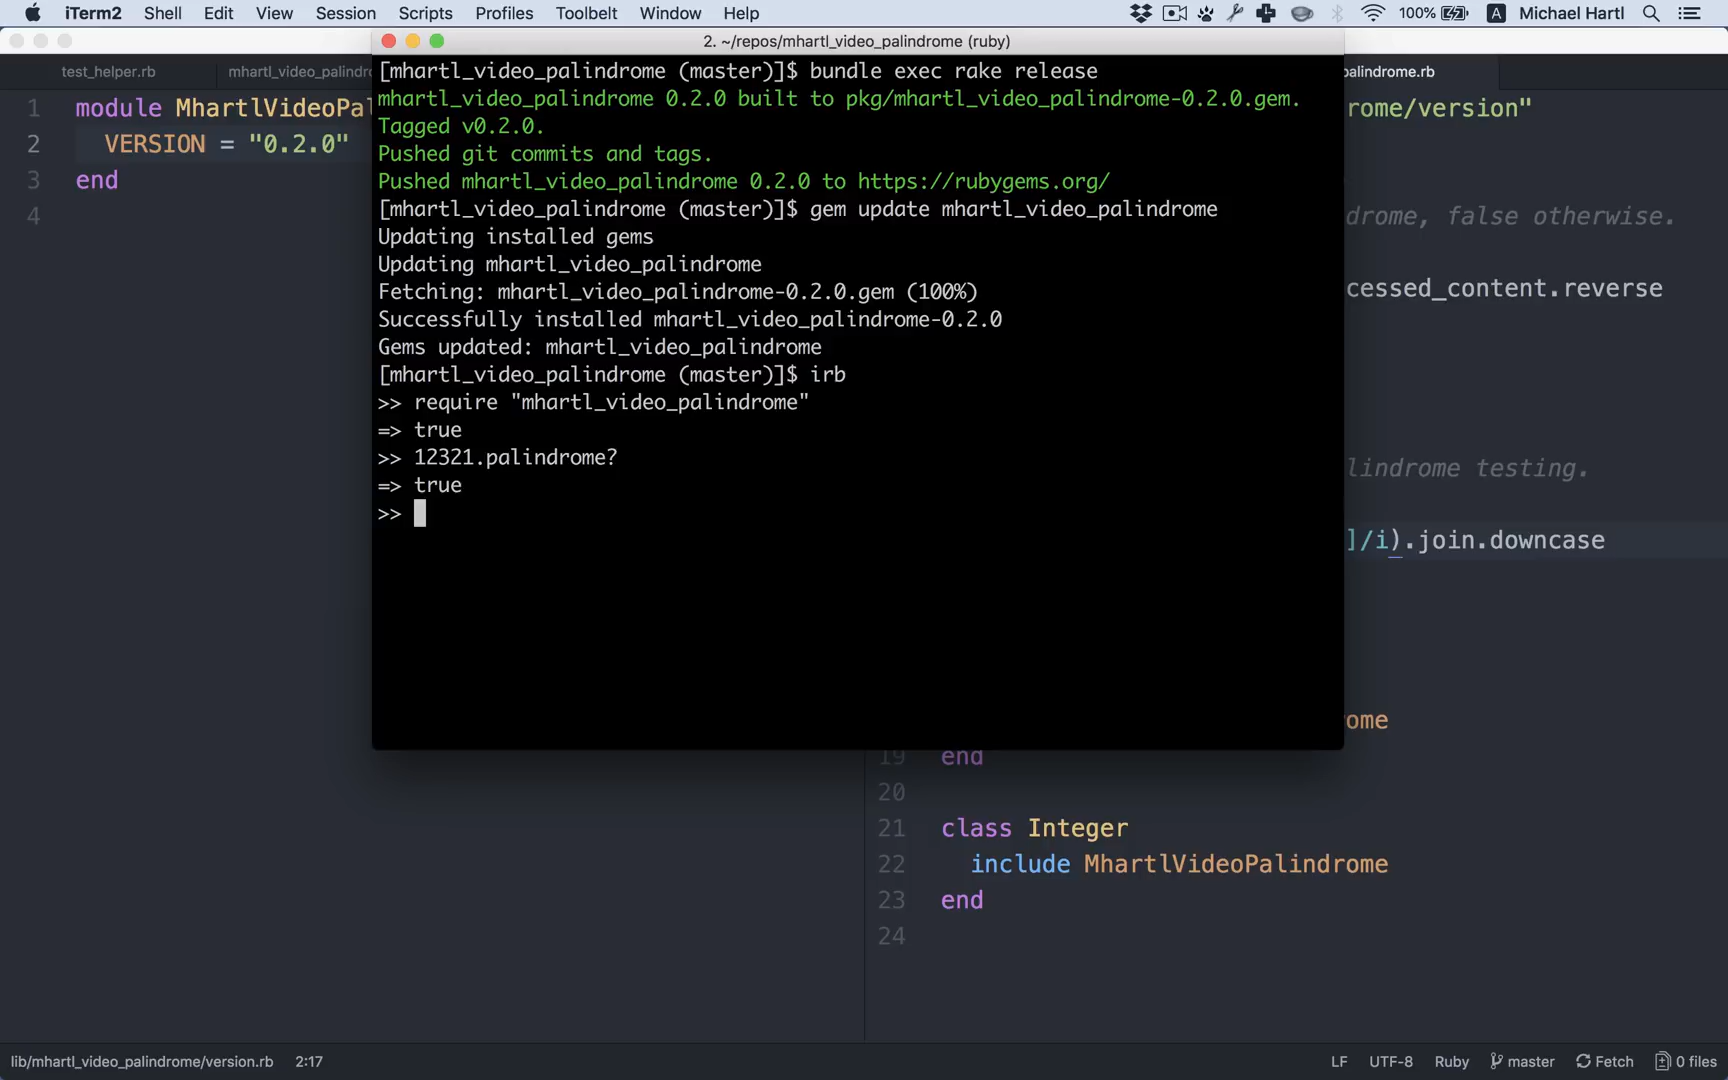 iTerm2 Shell Edit View Session Scripts Profiles Toolbelt Window Help 100% A Michael Hartl
2. ~/repos/mhartl_video_palindrome (ruby)
test_helper.rb mhartl_video_palindro
1 module MhartlVideoPal
2 VERSION = "0.2.0"
3 end
4
[mhartl_video_palindrome (master)]$ bundle exec rake release
mhartl_video_palindrome 0.2.0 built to pkg/mhartl_video_palindrome-0.2.0.gem.
Tagged v0.2.0.
Pushed git commits and tags.
Pushed mhartl_video_palindrome 0.2.0 to https://rubygems.org/
[mhartl_video_palindrome (master)]$ gem update mhartl_video_palindrome
Updating installed gems
Updating mhartl_video_palindrome
Fetching: mhartl_video_palindrome-0.2.0.gem (100%)
Successfully installed mhartl_video_palindrome-0.2.0
Gems updated: mhartl_video_palindrome
[mhartl_video_palindrome (master)]$ irb
>> require "mhartl_video_palindrome"
=> true
>> 12321.palindrome?
=> true
>>
palindrome.rb
rome/version"
drome, false otherwise.
cessed_content.reverse
lindrome testing.
]/i).join.downcase
ome
19 end
20
21 class Integer
22 include MhartlVideoPalindrome
23 end
24
lib/mhartl_video_palindrome/version.rb 2:17 LF UTF-8 Ruby master Fetch 0 files